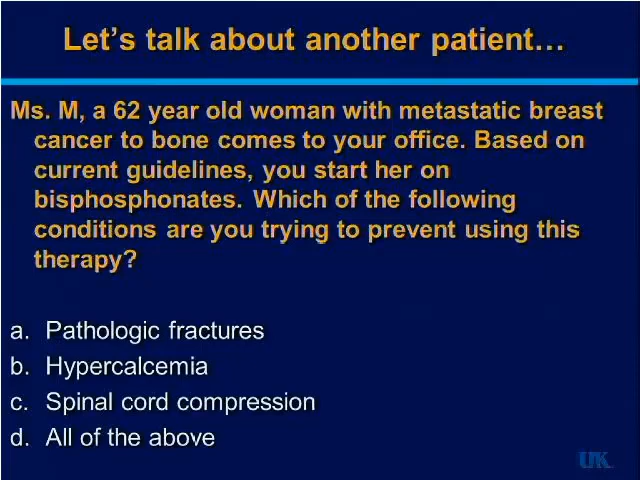 Let's talk about another patient…
Ms. M, a 62 year old woman with metastatic breast
cancer to bone comes to your office. Based on
current guidelines, you start her on
bisphosphonates. Which of the following
conditions are you trying to prevent using this
therapy?
a. Pathologic fractures
b. Hypercalcemia
c. Spinal cord compression
d. All of the above
UK